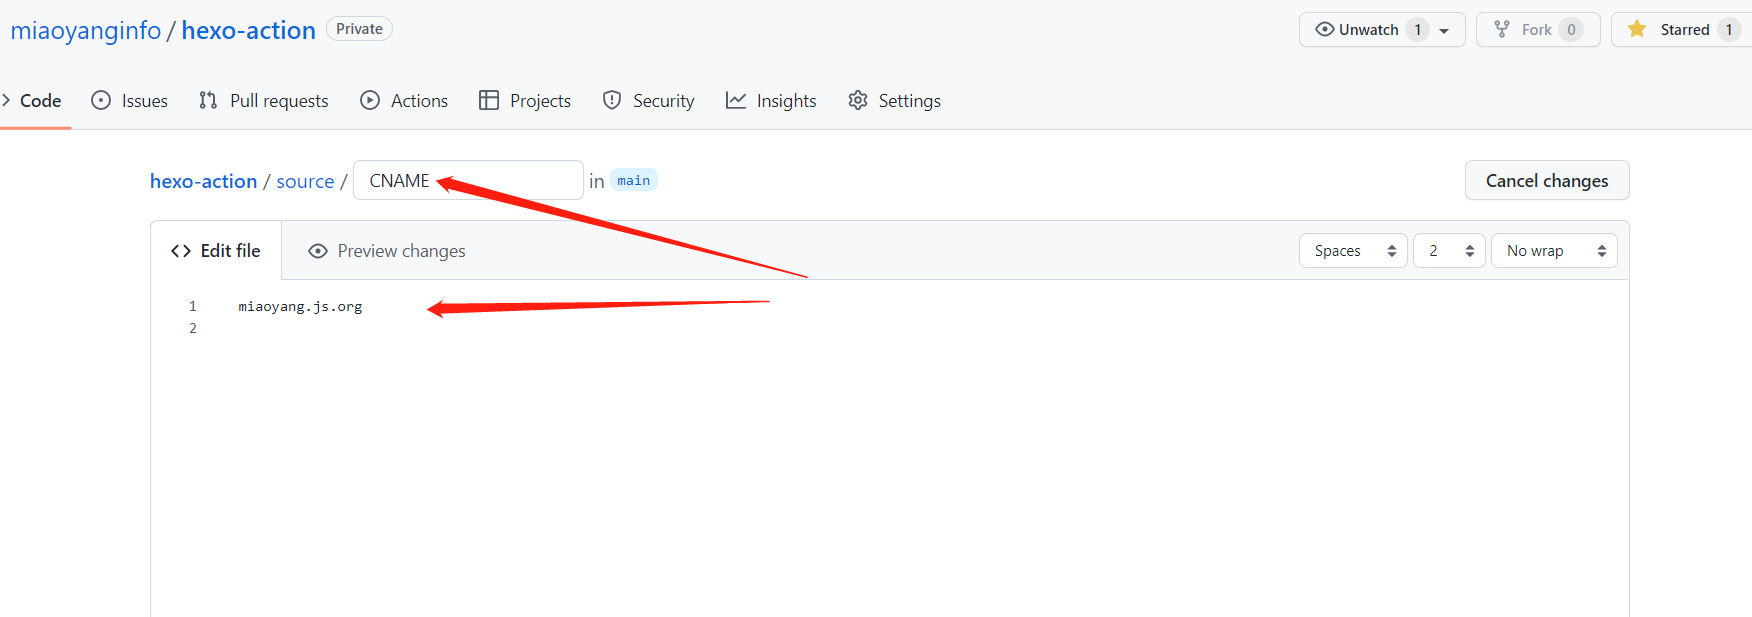 miaoyanginfo / hexo-action Private Unwatch 1 Fork 0 Starred 1
Code Issues Pull requests Actions Projects Security Insights Settings
hexo-action / source / CNAME in main Cancel changes
Edit file Preview changes Spaces 2 No wrap
1 miaoyang.js.org
2